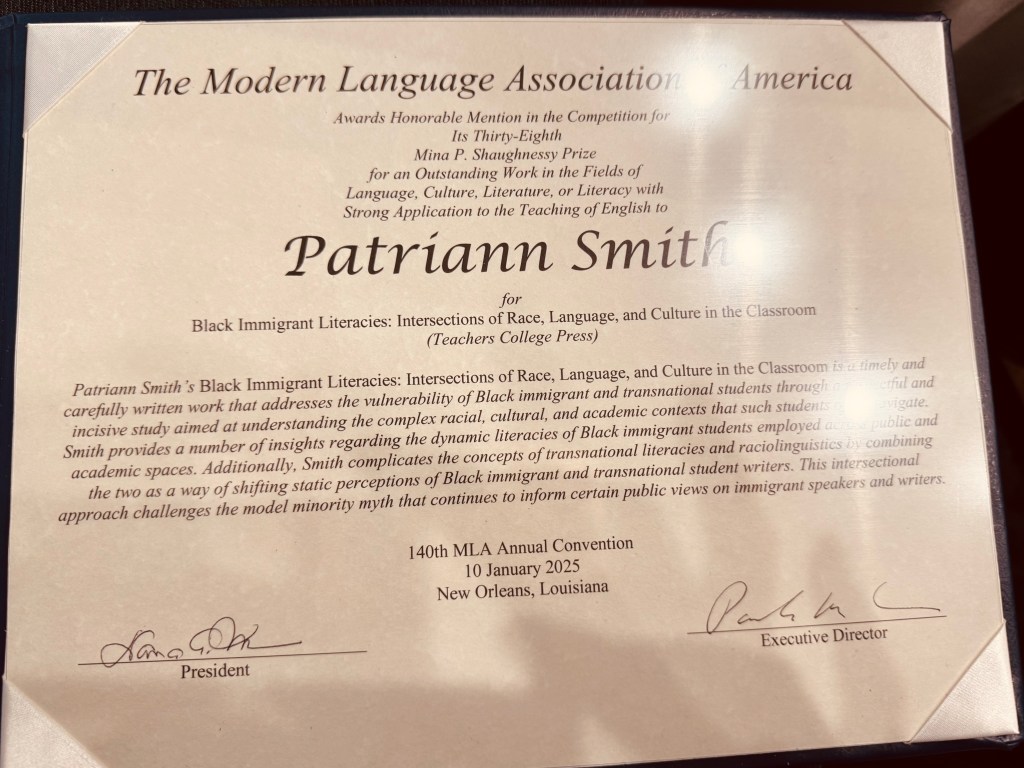 The Modern Language Association of America
Awards Honorable Mention in the Competition for
Its Thirty-Eighth
Mina P. Shaughnessy Prize
for an Outstanding Work in the Fields of
Language, Culture, Literature, or Literacy with
Strong Application to the Teaching of English to
Patriann Smith
for
Black Immigrant Literacies: Intersections of Race, Language, and Culture in the Classroom
(Teachers College Press)
Patriann Smith's Black Immigrant Literacies: Intersections of Race, Language, and Culture in the Classroom is a timely and
carefully written work that addresses the vulnerability of Black immigrant and transnational students through and
incisive study aimed at understanding the complex racial, cultural, and academic contexts that such students navigate.
Smith provides a number of insights regarding the dynamic literacies of Black immigrant students employed across public and
academic spaces. Additionally, Smith complicates the concepts of transnational literacies and raciolinguistics by combining
the two as a way of shifting static perceptions of Black immigrant and transnational student writers. This intersectional
approach challenges the model minority myth that continues to inform certain public views on immigrant speakers and writers.
140th MLA Annual Convention
10 January 2025
New Orleans, Louisiana
President
Executive Director